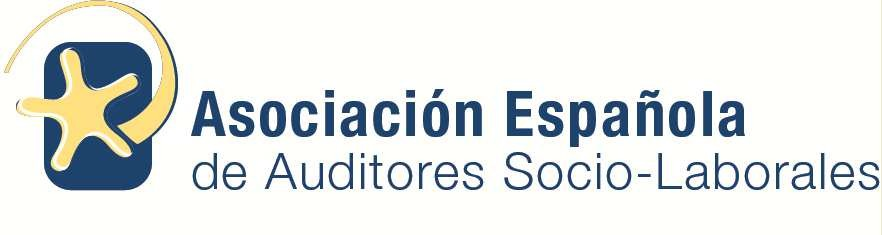 Asociación Española
de Auditores Socio-Laborales